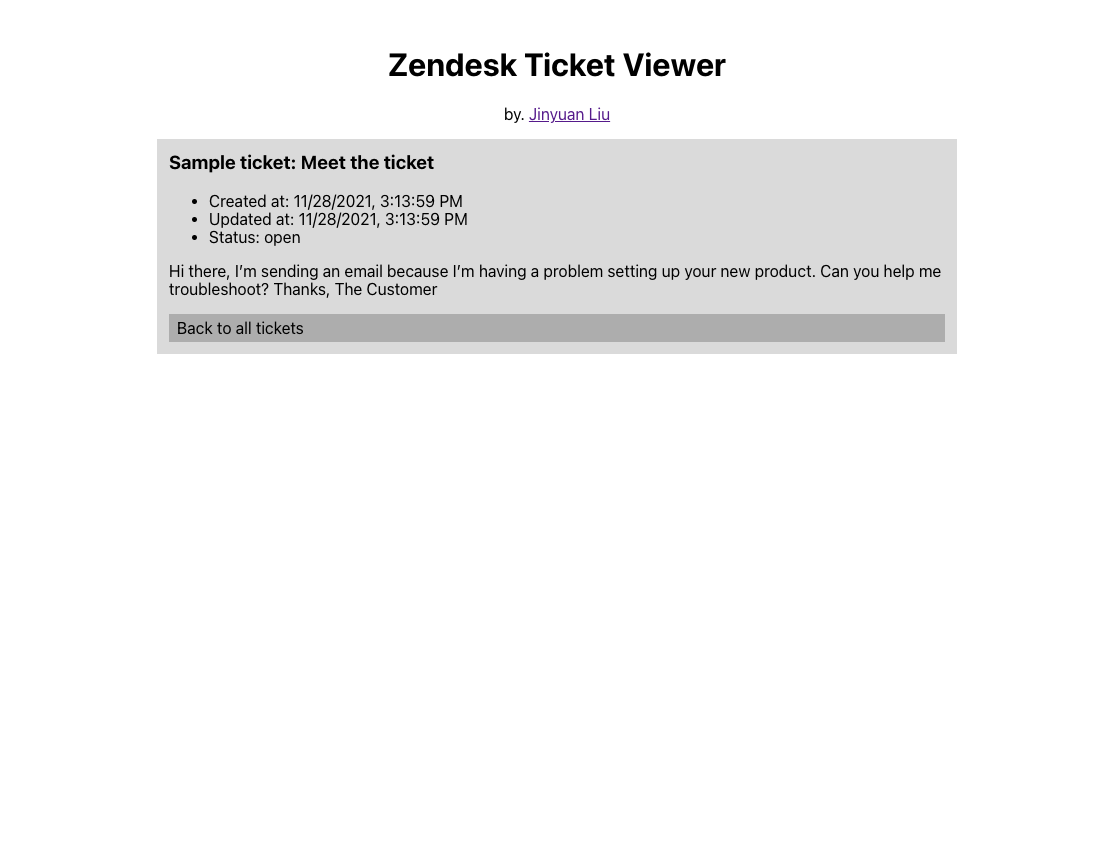 Zendesk Ticket Viewer
by. Jinyuan Liu
Sample ticket: Meet the ticket
• Created at: 11/28/2021, 3:13:59 PM
• Updated at: 11/28/2021, 3:13:59 PM
• Status: open
Hi there, I’m sending an email because I’m having a problem setting up your new product. Can you help me
troubleshoot? Thanks, The Customer
Back to all tickets